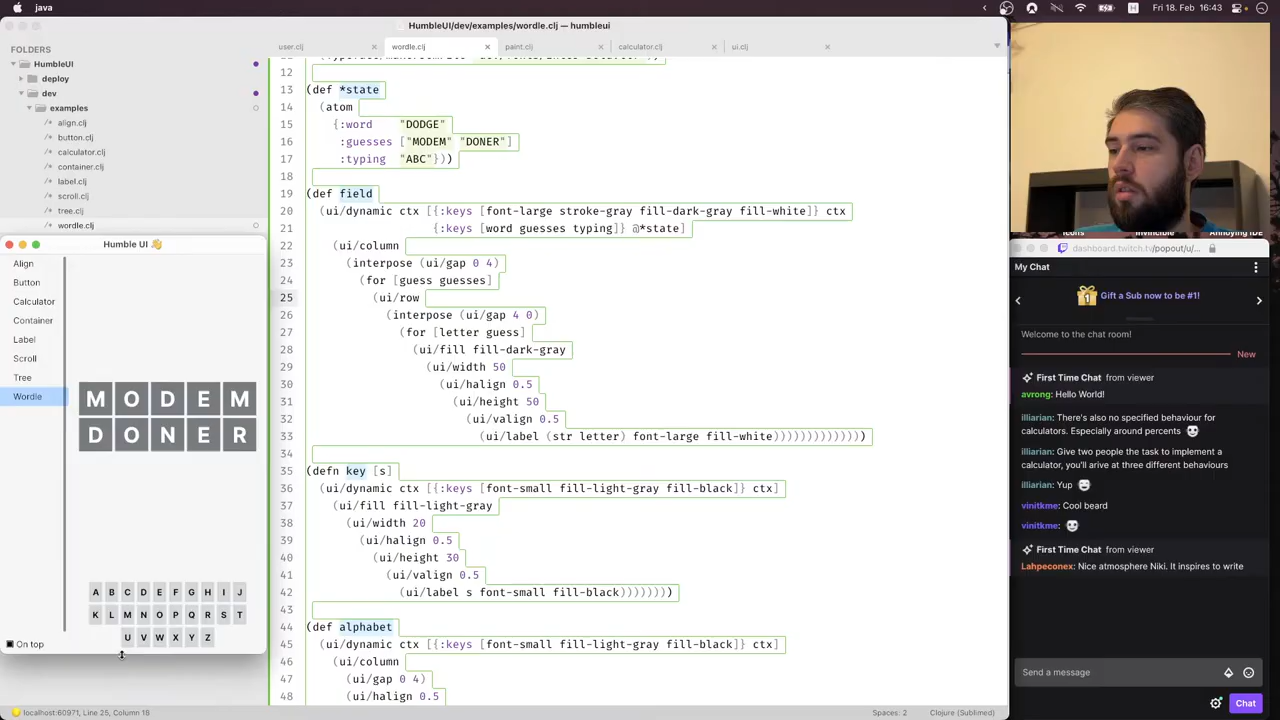 java
Fri 18. Feb 16:43
HumbleUI/dev/examples/wordle.clj — humbleui
FOLDERS
HumbleUI
deploy
dev
examples
align.clj
button.clj
calculator.clj
container.clj
label.clj
scroll.clj
tree.clj
wordle.clj
user.clj
wordle.clj
paint.clj
calculator.clj
ui.clj
12
13 (def *state
14 (atom
15 {:word "DODGE"
16 :guesses ["MODEM" "DONER"]
17 :typing "ABC"}))
18
19 (def field
20 (ui/dynamic ctx [{:keys [font-large stroke-gray fill-dark-gray fill-white]} ctx
21 {:keys [word guesses typing]} @*state]
22 (ui/column
23 (interpose (ui/gap 0 4)
24 (for [guess guesses]
25 (ui/row
26 (interpose (ui/gap 4 0)
27 (for [letter guess]
28 (ui/fill fill-dark-gray
29 (ui/width 50
30 (ui/halign 0.5
31 (ui/height 50
32 (ui/valign 0.5
33 (ui/label (str letter) font-large fill-white)))))))))))))
34
35 (defn key [s]
36 (ui/dynamic ctx [{:keys [font-small fill-light-gray fill-black]} ctx]
37 (ui/fill fill-light-gray
38 (ui/width 20
39 (ui/halign 0.5
40 (ui/height 30
41 (ui/valign 0.5
42 (ui/label s font-small fill-black)))))))
43
44 (def alphabet
45 (ui/dynamic ctx [{:keys [font-small fill-light-gray fill-black]} ctx]
46 (ui/column
47 (ui/gap 0 4)
48 (ui/halign 0.5
Humble UI 👋
Align
Button
Calculator
Container
Label
Scroll
Tree
Wordle
M O D E M
D O N E R
A B C D E F G H I J
K L M N O P Q R S T
U V W X Y Z
On top
localhost:60971, Line 25, Column 18
Spaces: 2
Clojure (Sublimed)
Icons
Invincible
Annoying IDE
dashboard.twitch.tv/popout/u/...
My Chat
1
Gift a Sub now to be #1!
Welcome to the chat room!
New
First Time Chat from viewer
avrong: Hello World!
illiarian: There's also no specified behaviour for
calculators. Especially around percents
illiarian: Give two people the task to implement a
calculator, you'll arive at three different behaviours
illiarian: Yup
vinitkme: Cool beard
vinitkme:
First Time Chat from viewer
Lahpeconex: Nice atmosphere Niki. It inspires to write
Send a message
Chat